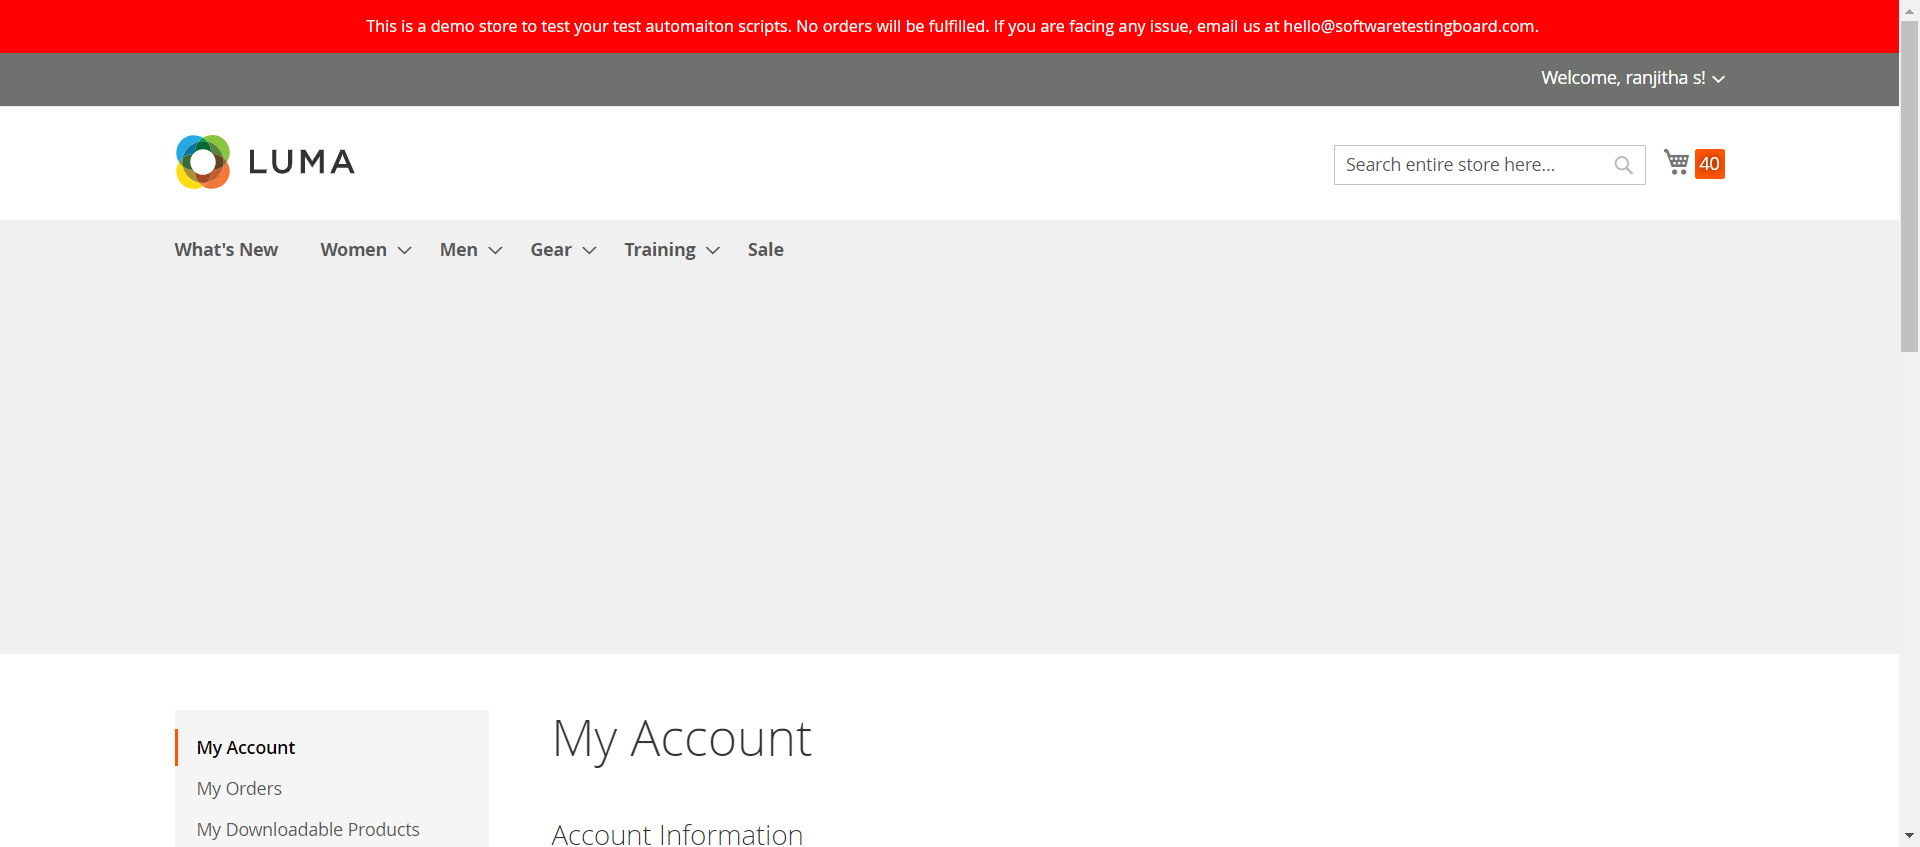 This is a demo store to test your test automaiton scripts. No orders will be fulfilled. If you are facing any issue, email us at hello@softwaretestingboard.com.
Welcome, ranjitha s!
LUMA
Search entire store here...
40
What's New Women Men Gear Training Sale
My Account
My Account
My Orders
My Downloadable Products
Account Information